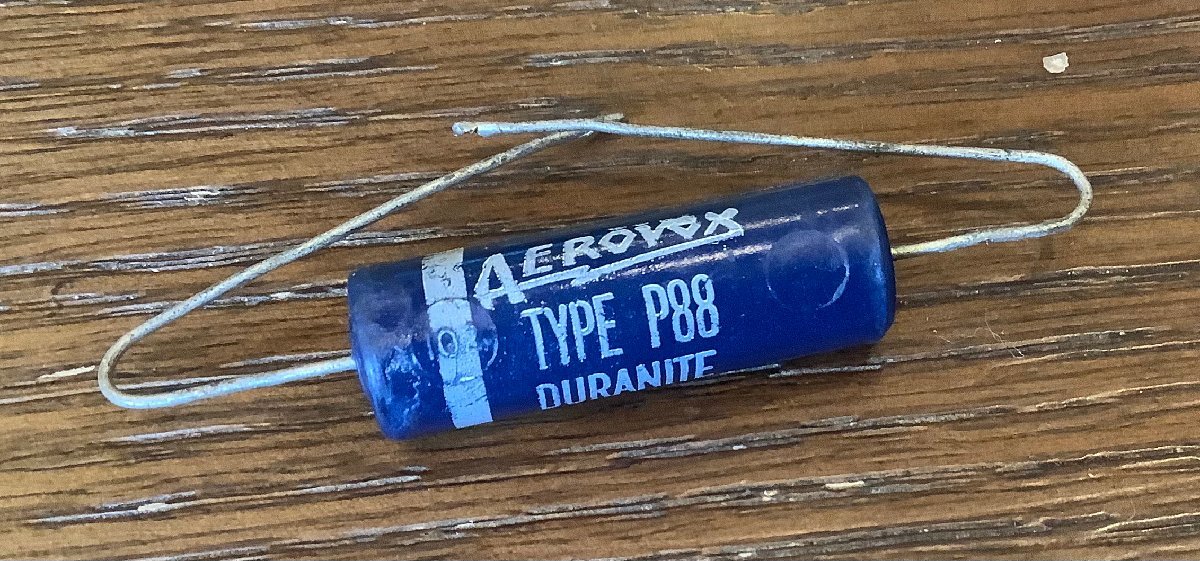 AEROVOX
TYPE P88
DURANITE